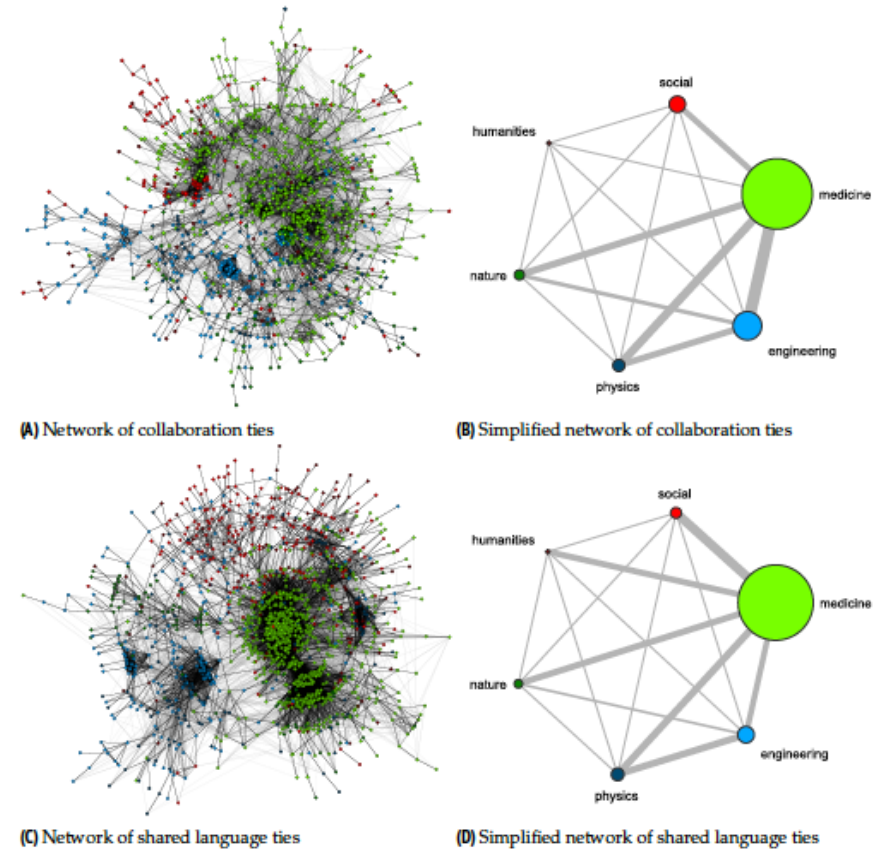 social
humanities
medicine
nature
engineering
physics
(A) Network of collaboration ties
(B) Simplified network of collaboration ties
social
humanities
medicine
nature
engineering
physics
(C) Network of shared language ties
(D) Simplified network of shared language ties